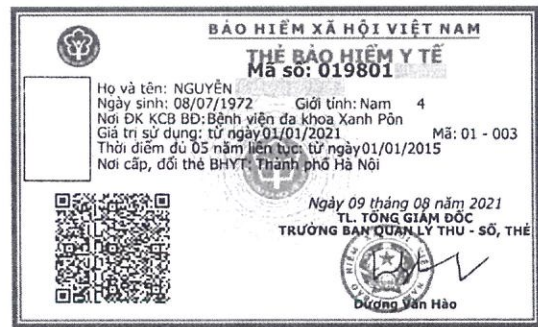 BẢO HIỂM XÃ HỘI VIỆT NAM
THẺ BẢO HIỂM Y TẾ
Mã số: 019801
Họ và tên: NGUYỄN
Ngày sinh: 08/07/1972 Giới tính: Nam 4
Nơi ĐK KCB BĐ: Bệnh viện đa khoa Xanh Pôn
Giá trị sử dụng: từ ngày 01/01/2021 Mã: 01 - 003
Thời điểm đủ 05 năm liên tục: từ ngày 01/01/2015
Nơi cấp, đổi thẻ BHYT: Thành phố Hà Nội
Ngày 09 tháng 08 năm 2021
TL. TỔNG GIÁM ĐỐC
TRƯỞNG BAN QUẢN LÝ THU - SỔ, THẺ
Dương Văn Hào